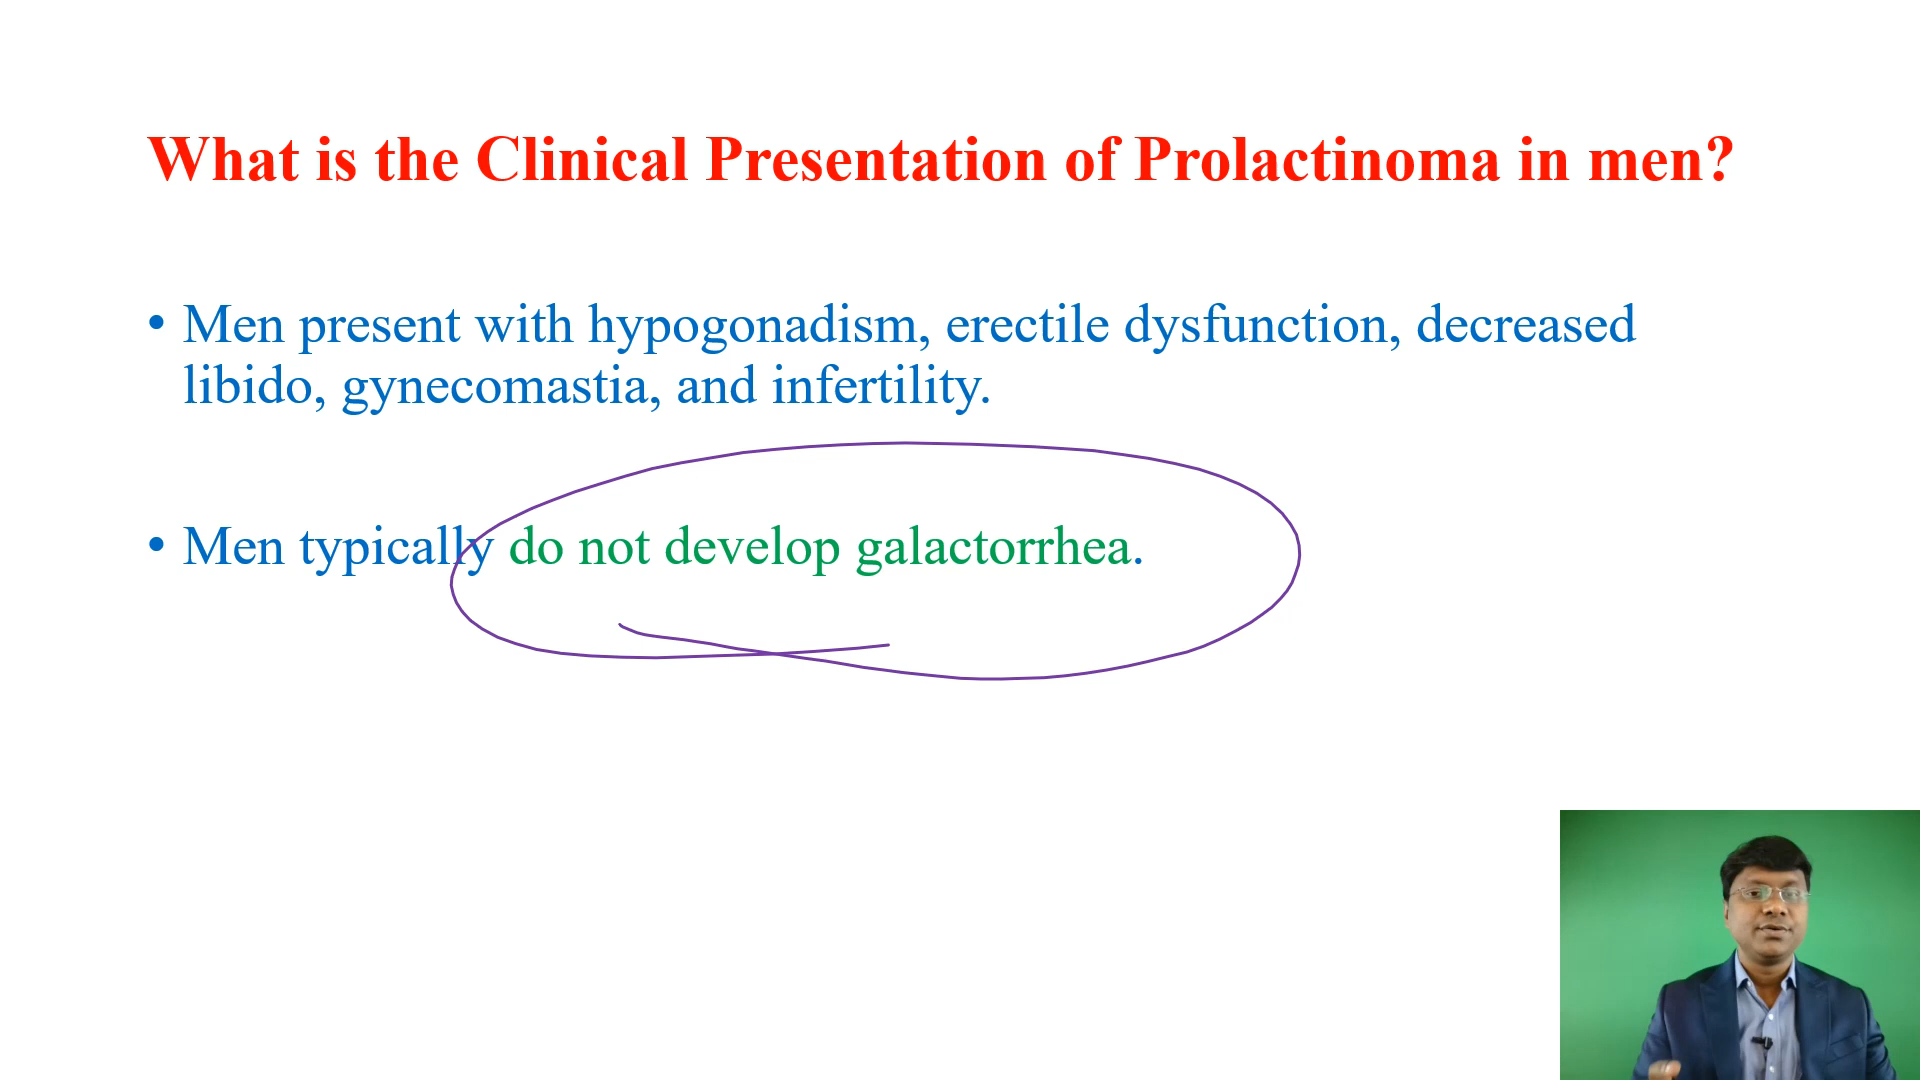 What is the Clinical Presentation of Prolactinoma in men?
• Men present with hypogonadism, erectile dysfunction, decreased
libido, gynecomastia, and infertility.
• Men typically do not develop galactorrhea.